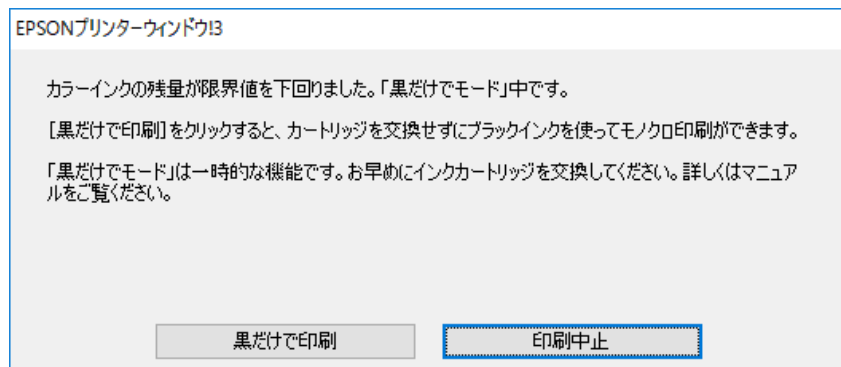 EPSONプリンターウィンドウ!3
カラーインクの残量が限界値を下回りました。「黒だけでモード」中です。
[黒だけで印刷]をクリックすると、カートリッジを交換せずにブラックインクを使ってモノクロ印刷ができます。
「黒だけでモード」は一時的な機能です。お早めにインクカートリッジを交換してください。詳しくはマニュア
ルをご覧ください。
黒だけで印刷
印刷中止